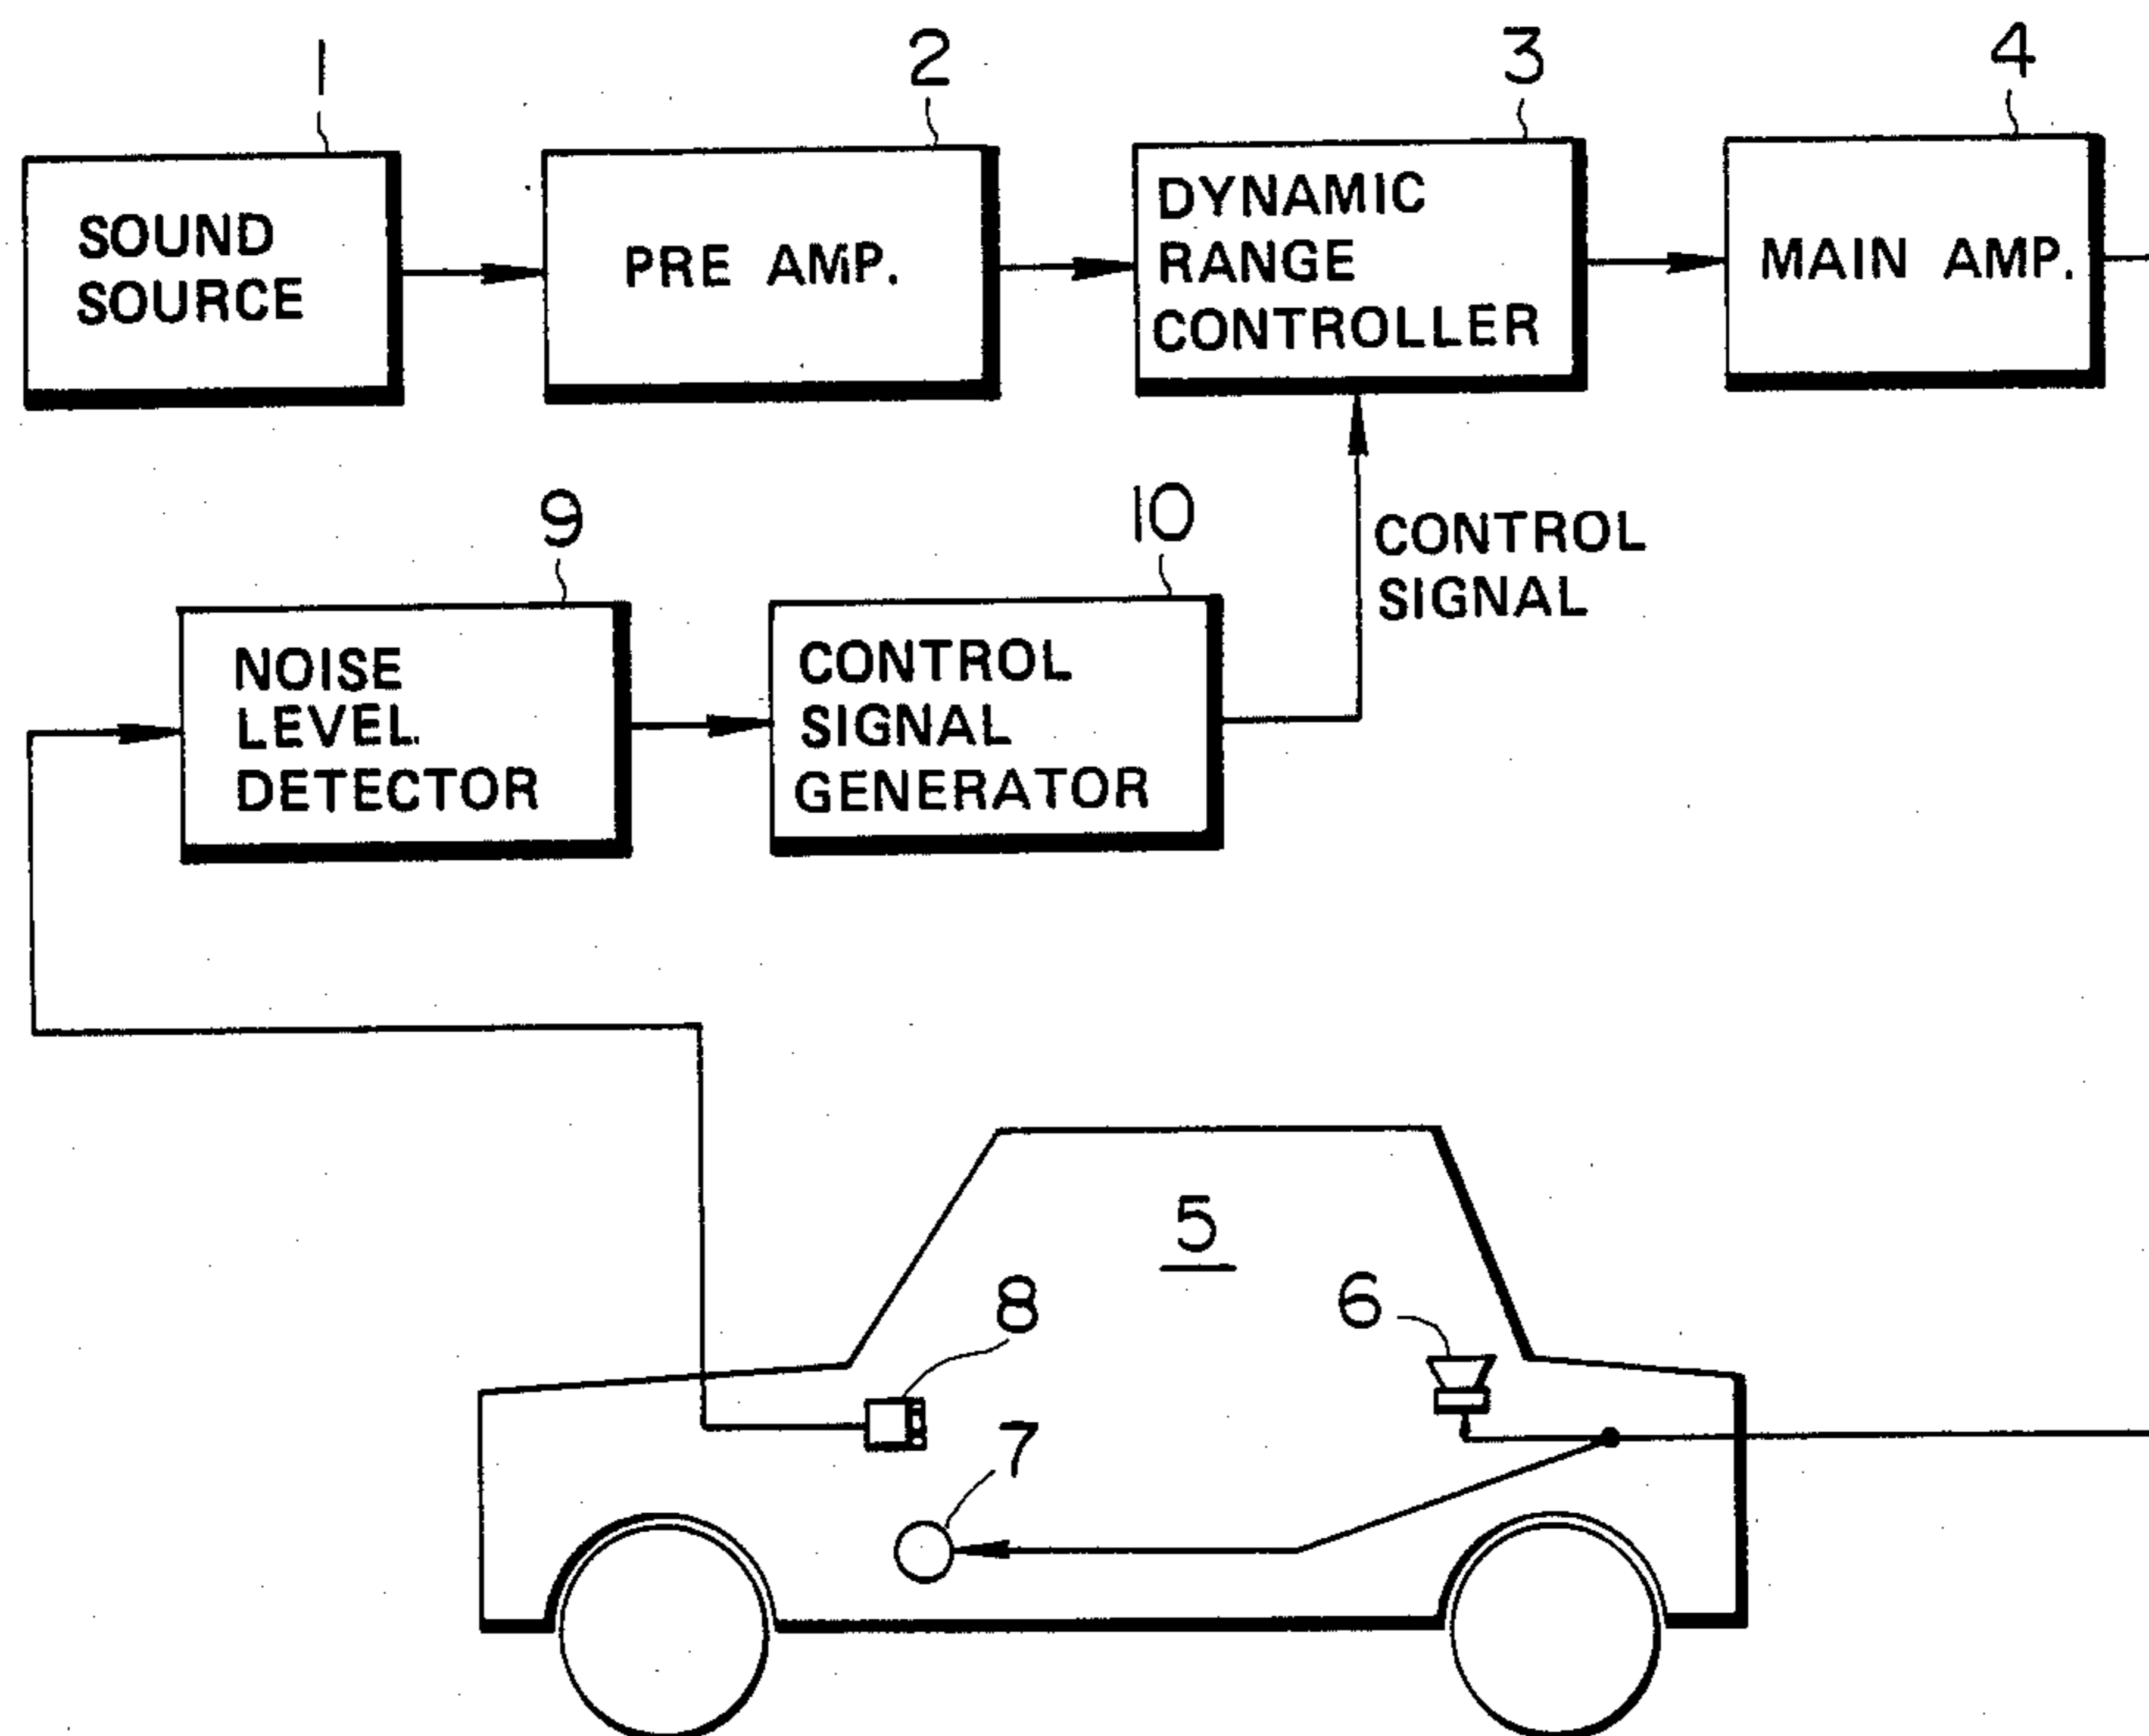 1
2
3
4
SOUND
SOURCE
PRE AMP.
DYNAMIC
RANGE
CONTROLLER
MAIN AMP.
9
10
CONTROL
SIGNAL
NOISE
LEVEL
DETECTOR
CONTROL
SIGNAL
GENERATOR
5
8
6
7